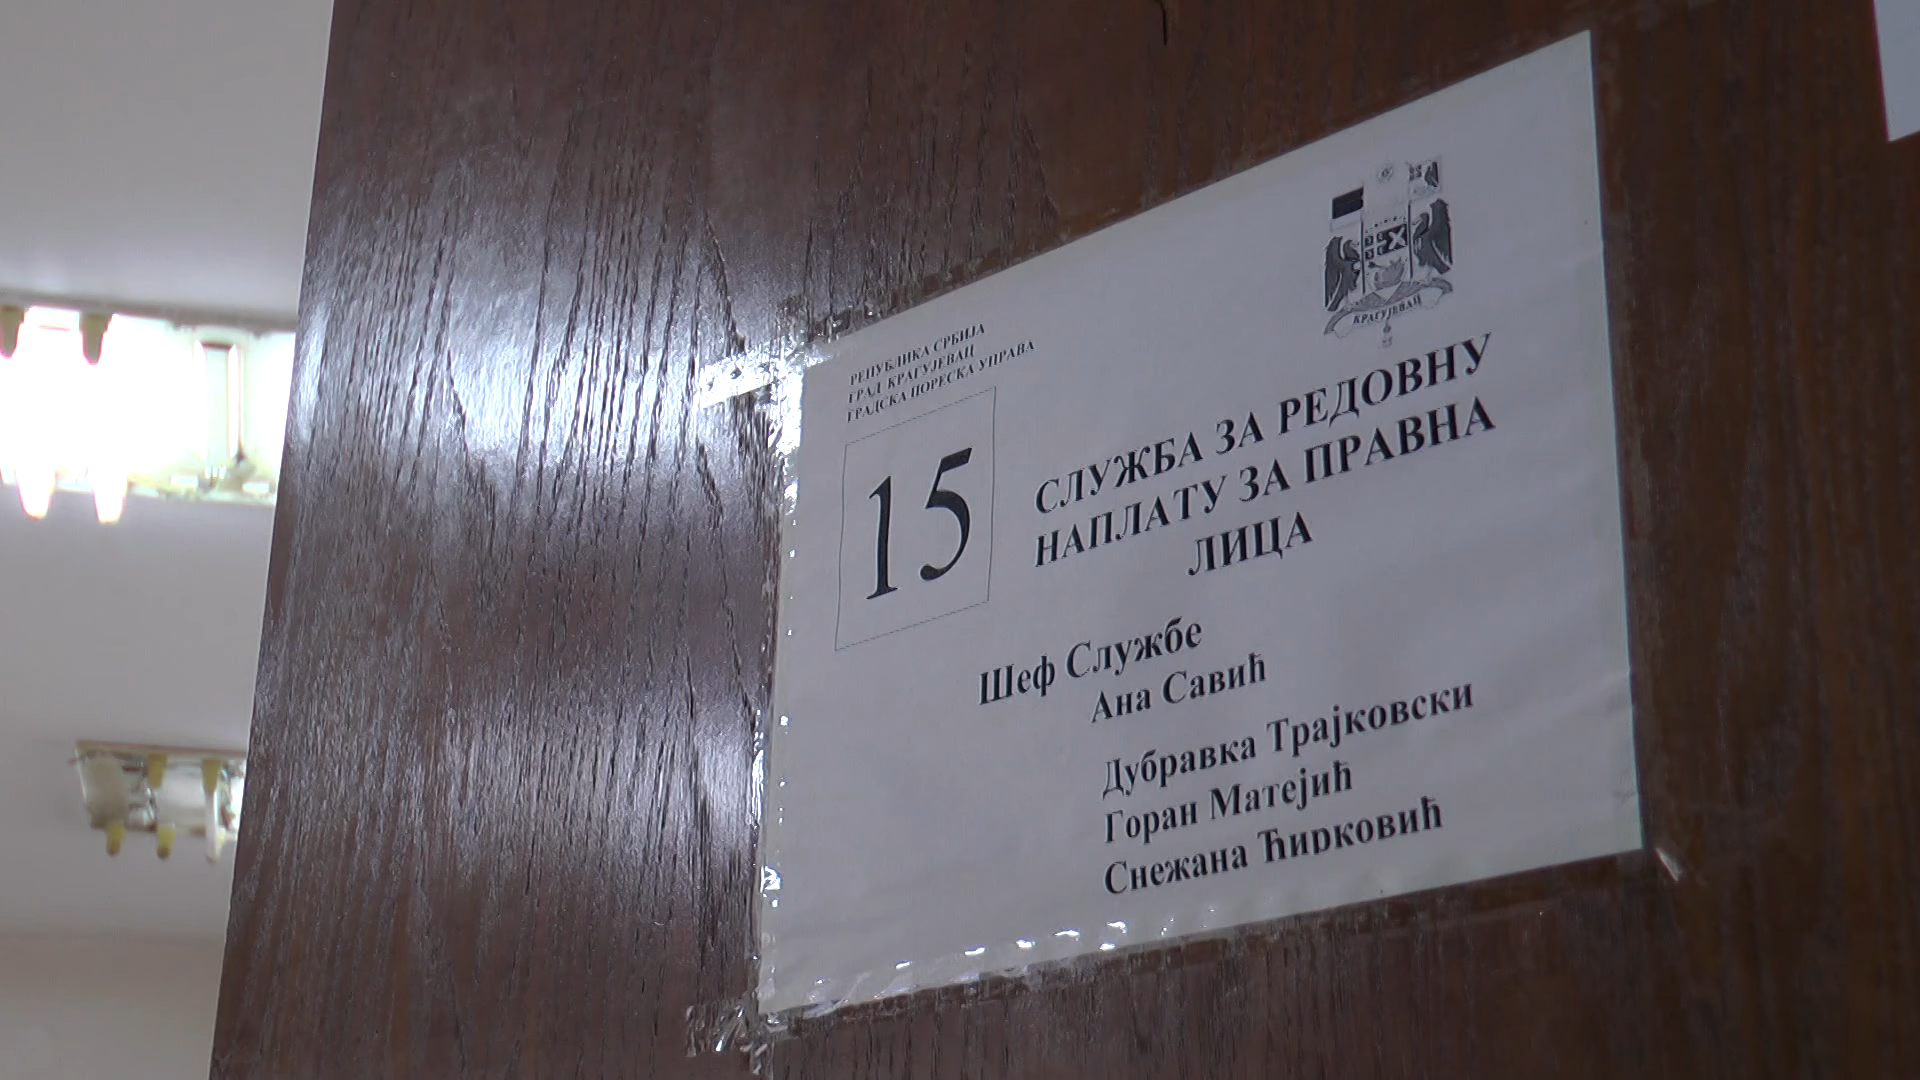 РЕПУБЛИКА СРБИЈА
ГРАД КРАГУЈЕВАЦ
ГРАДСКА ПОРЕСКА УПРАВА
КРАГУЈЕВАЦ
15
СЛУЖБА ЗА РЕДОВНУ
НАПЛАТУ ЗА ПРАВНА
ЛИЦА
Шеф Службе
Ана Савић
Дубравка Трајковски
Горан Матејић
Снежана Ћирковић